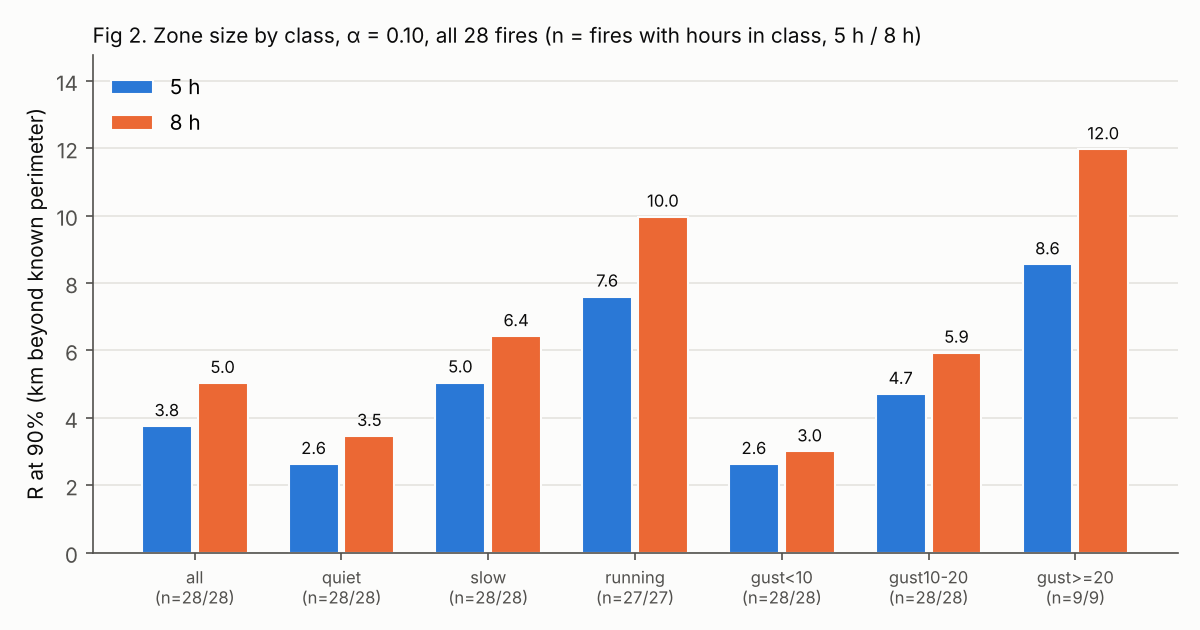 Fig 2. Zone size by class, α = 0.10, all 28 fires (n = fires with hours in class, 5 h / 8 h)
5 h
8 h
R at 90% (km beyond known perimeter)
14
12
10
8
6
4
2
0
3.8
5.0
2.6
3.5
5.0
6.4
7.6
10.0
2.6
3.0
4.7
5.9
8.6
12.0
all
(n=28/28)
quiet
(n=28/28)
slow
(n=28/28)
running
(n=27/27)
gust<10
(n=28/28)
gust10-20
(n=28/28)
gust>=20
(n=9/9)